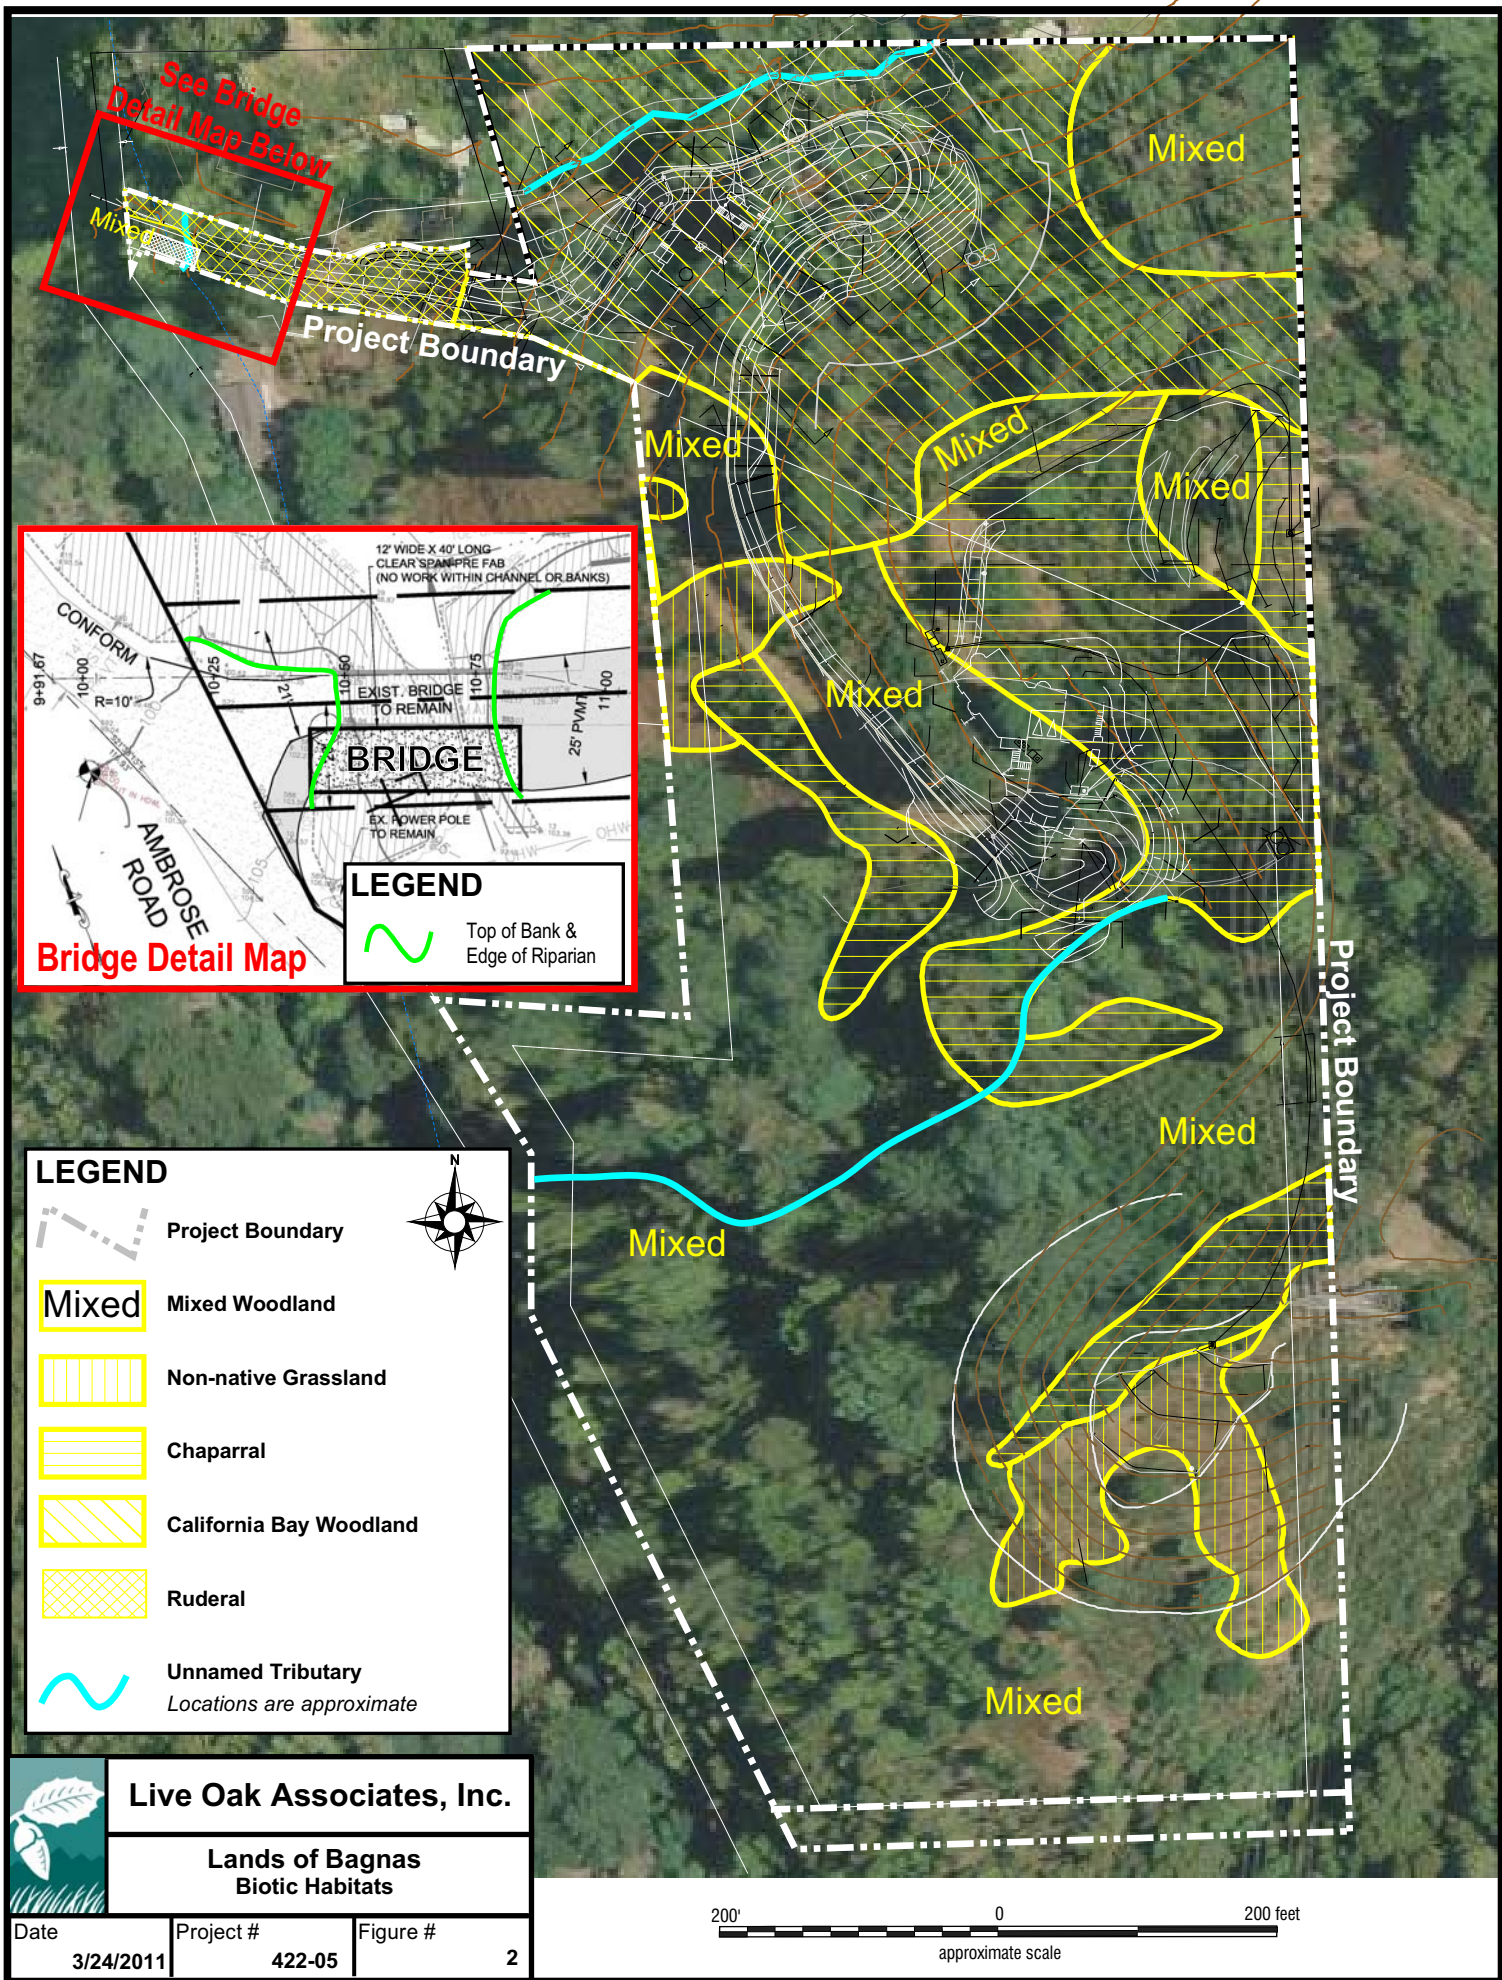 See Bridge
Detail Map Below
Mixed
Mixed
Project Boundary
Mixed
Mixed
Mixed
Mixed
12' WIDE X 40' LONG
CLEAR SPAN-PRE FAB
(NO WORK WITHIN CHANNEL OR BANKS)
CONFORM
9+91.67
10+00
R=10'
10+25
21'
10+50
EXIST. BRIDGE
TO REMAIN
10+75
25' PVMT
11+00
BRIDGE
EX. POWER POLE
TO REMAIN
OHW
OHW
105
100
AMBROSE
ROAD
LEGEND
Top of Bank &
Edge of Riparian
Bridge Detail Map
Project Boundary
Mixed
Mixed
Mixed
LEGEND
N
Project Boundary
Mixed
Mixed Woodland
Non-native Grassland
Chaparral
California Bay Woodland
Ruderal
Unnamed Tributary
Locations are approximate
Live Oak Associates, Inc.
Lands of Bagnas
Biotic Habitats
Date
3/24/2011
Project #
422-05
Figure #
2
200'
0
200 feet
approximate scale